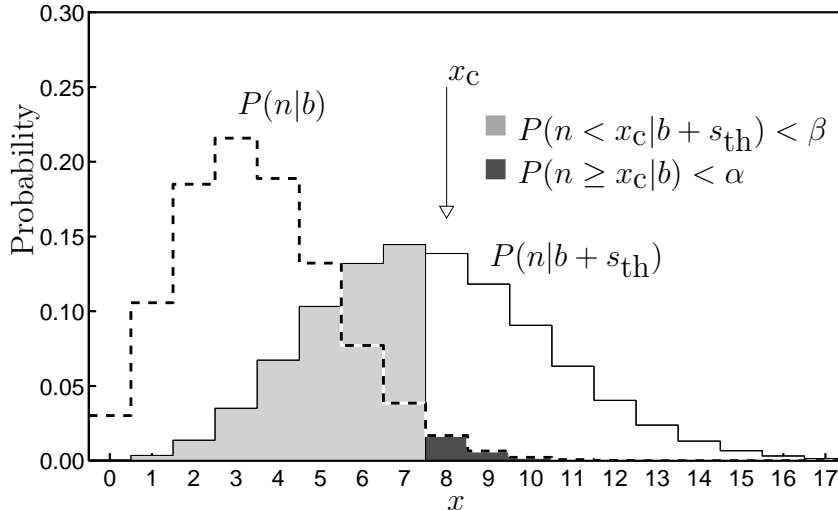 0.30
0.25
0.20
0.15
0.10
0.05
0.00
Probability
P(n|b)
x_c
P(n < x_c|b + s_th) < β
P(n ≥ x_c|b) < α
P(n|b + s_th)
0 1 2 3 4 5 6 7 8 9 10 11 12 13 14 15 16 17
x